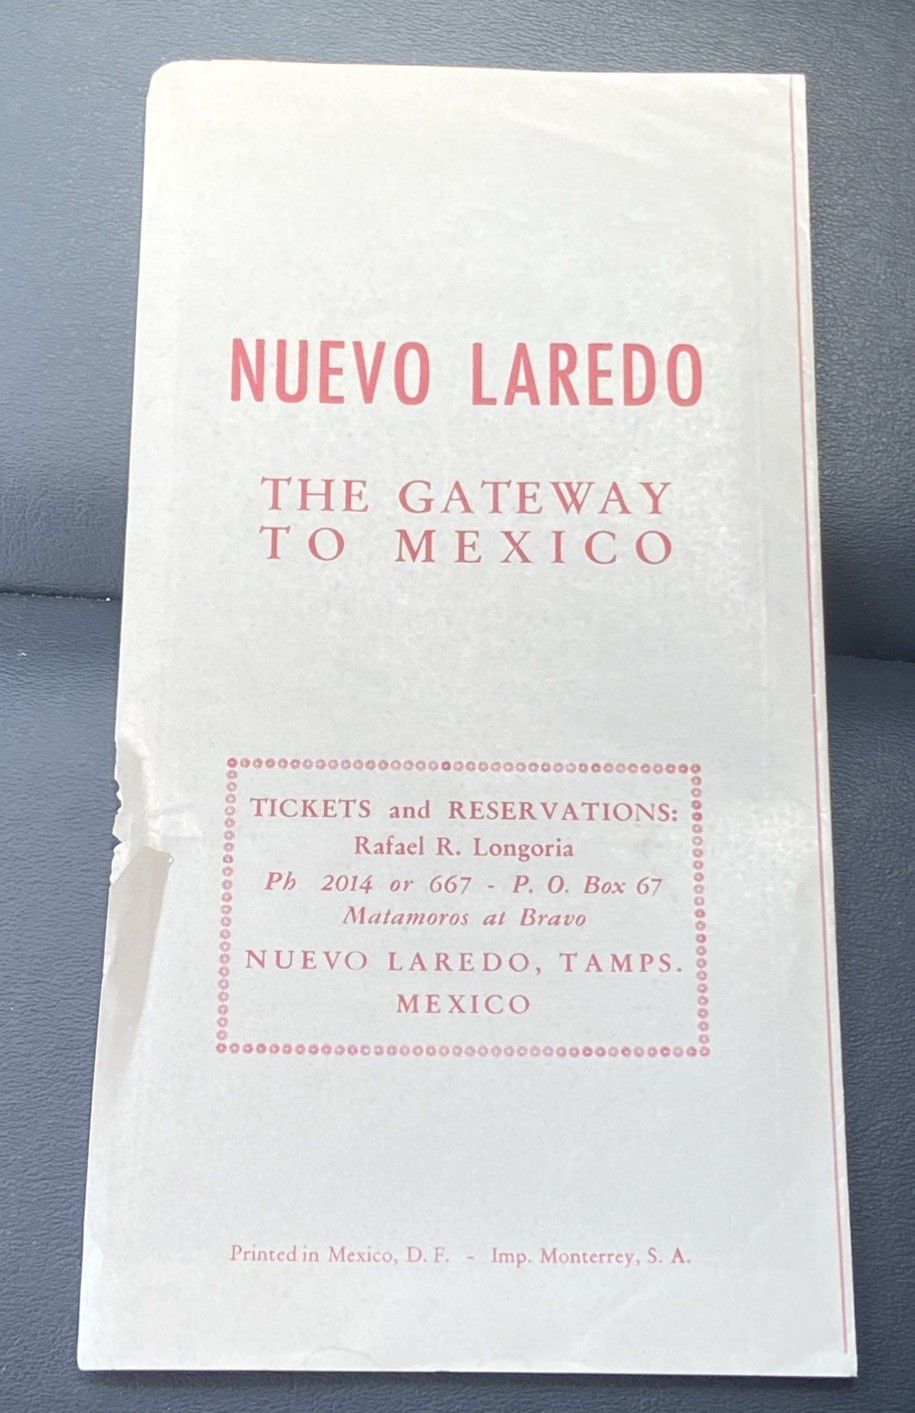 NUEVO LAREDO
THE GATEWAY
TO MEXICO
TICKETS and RESERVATIONS:
Rafael R. Longoria
Ph 2014 or 667 - P. O. Box 67
Matamoros at Bravo
NUEVO LAREDO, TAMPS.
MEXICO
Printed in Mexico, D. F. - Imp. Monterrey, S. A.